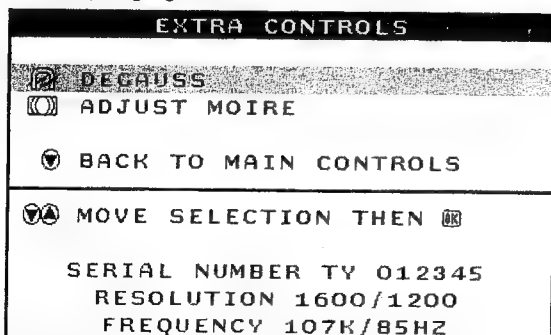 EXTRA CONTROLS
DEGAUSS
ADJUST MOIRE
BACK TO MAIN CONTROLS
MOVE SELECTION THEN OK
SERIAL NUMBER TY 012345
RESOLUTION 1600/1200
FREQUENCY 107K/85HZ